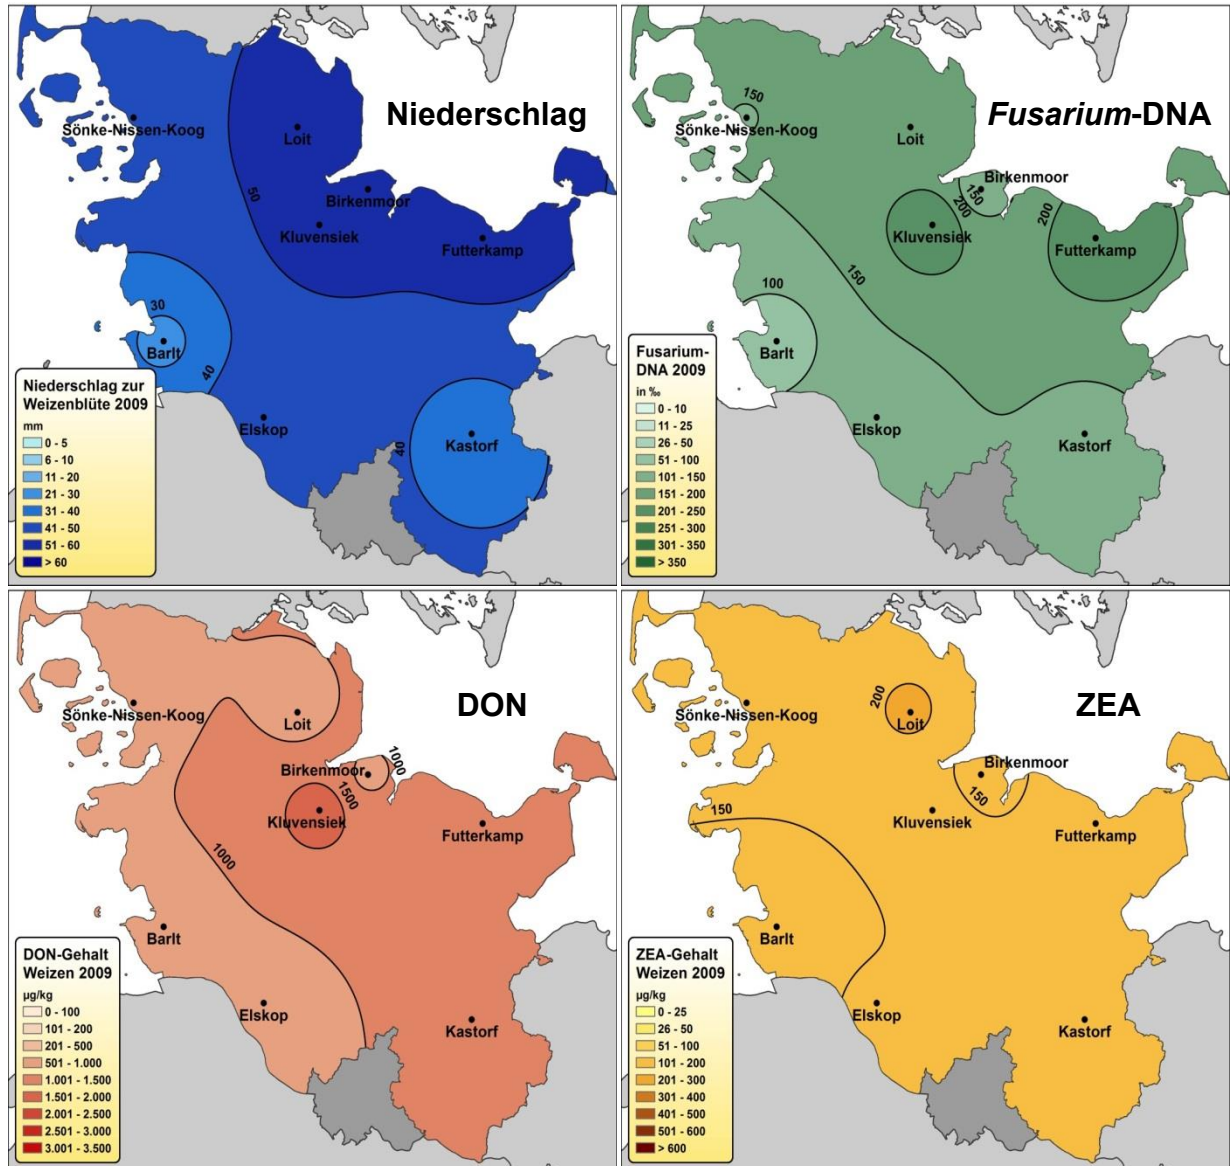 Niederschlag
Sönke-Nissen-Koog
Loit
50
Birkenmoor
Kluvensiek
Futterkamp
30
Barlt
40
Elskop
40
Kastorf
Niederschlag zur
Weizenblüte 2009
mm
0 - 5
6 - 10
11 - 20
21 - 30
31 - 40
41 - 50
51 - 60
> 60
Fusarium-DNA
150
Sönke-Nissen-Koog
Loit
Birkenmoor
150
200
Kluvensiek
200
Futterkamp
150
100
Barlt
Elskop
Kastorf
Fusarium-
DNA 2009
in ‰
0 - 10
11 - 25
26 - 50
51 - 100
101 - 150
151 - 200
201 - 250
251 - 300
301 - 350
> 350
DON
Sönke-Nissen-Koog
Loit
1000
Birkenmoor
1500
Kluvensiek
Futterkamp
1000
Barlt
Elskop
Kastorf
DON-Gehalt
Weizen 2009
µg/kg
0 - 100
101 - 200
201 - 500
501 - 1.000
1.001 - 1.500
1.501 - 2.000
2.001 - 2.500
2.501 - 3.000
3.001 - 3.500
ZEA
200
Sönke-Nissen-Koog
Loit
Birkenmoor
150
150
Kluvensiek
Futterkamp
Barlt
Elskop
Kastorf
ZEA-Gehalt
Weizen 2009
µg/kg
0 - 25
26 - 50
51 - 100
101 - 200
201 - 300
301 - 400
401 - 500
501 - 600
> 600